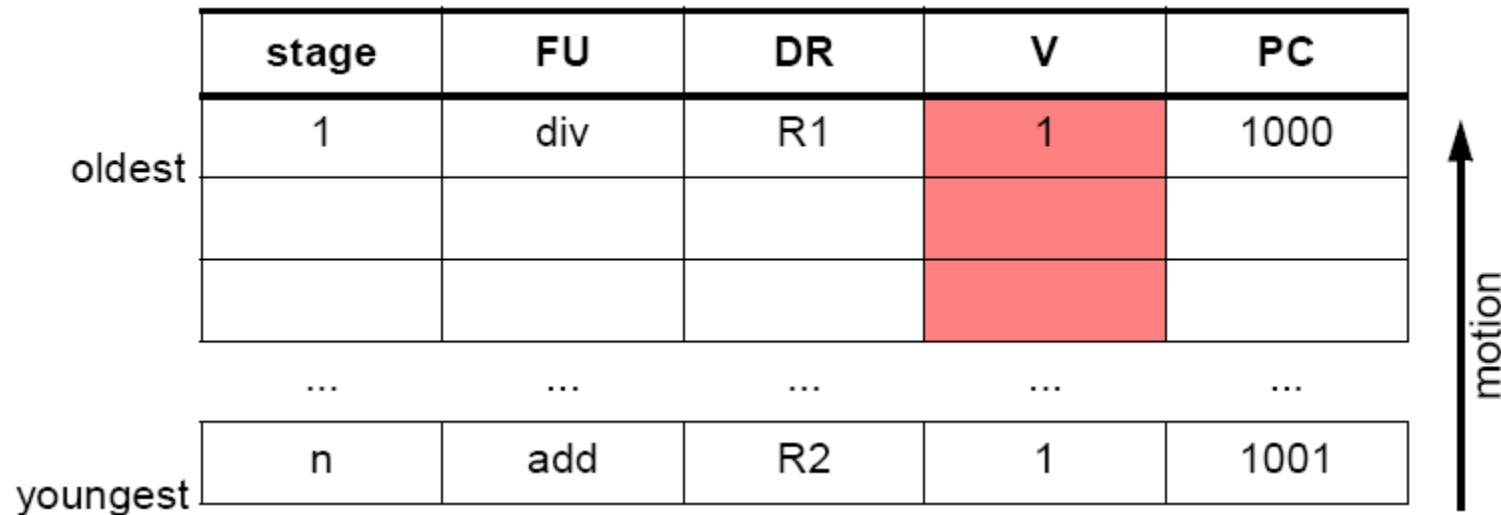 stage FU DR V PC
1 div R1 1 1000
oldest
... ... ... ... ...
n add R2 1 1001
youngest
motion